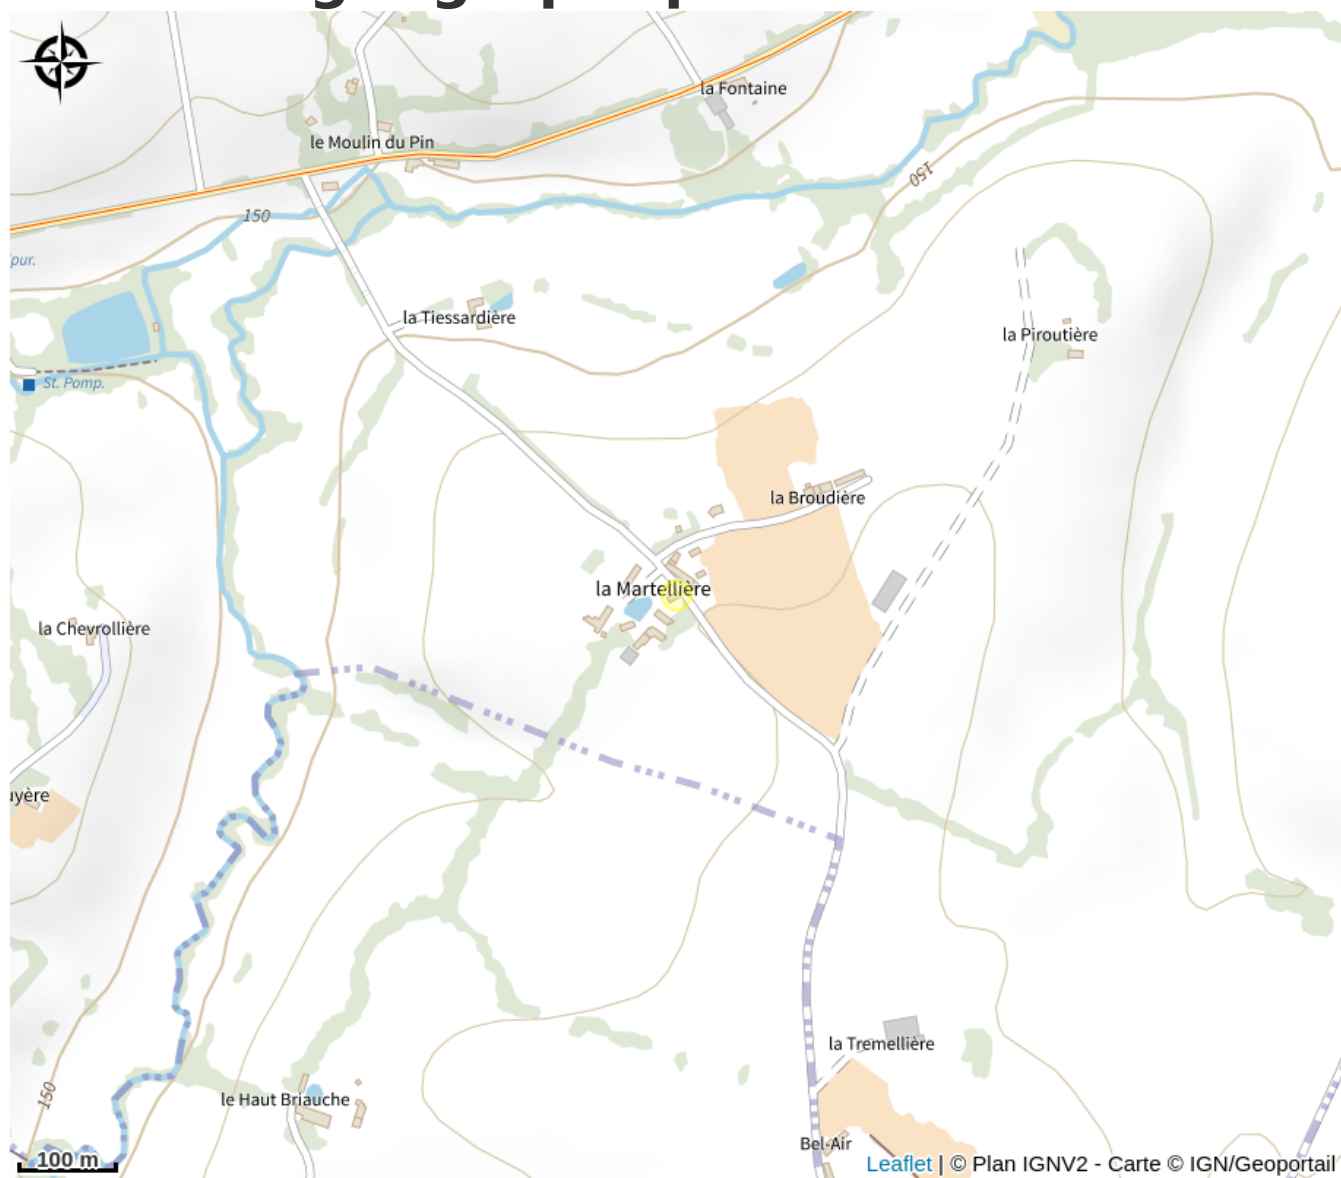 la Fontaine
le Moulin du Pin
150
150
pur.
la Tiessardière
la Piroutière
St. Pomp.
la Broudière
la Martellière
la Chevrollière
uyère
la Tremellière
150
le Haut Briauche
Bel-Air
100 m
Leaflet | © Plan IGNV2 - Carte © IGN/Geoportail